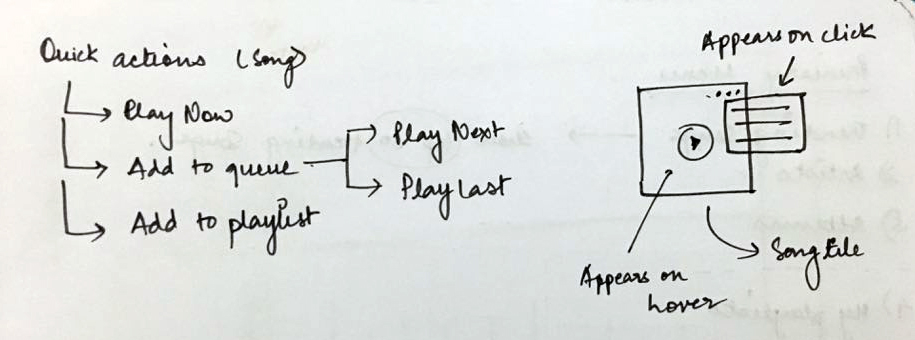 Quick actions (Song)
Play Now
Add to queue
Play Next
Play Last
Add to playlist
Appears on click
Appears on
hover
Song